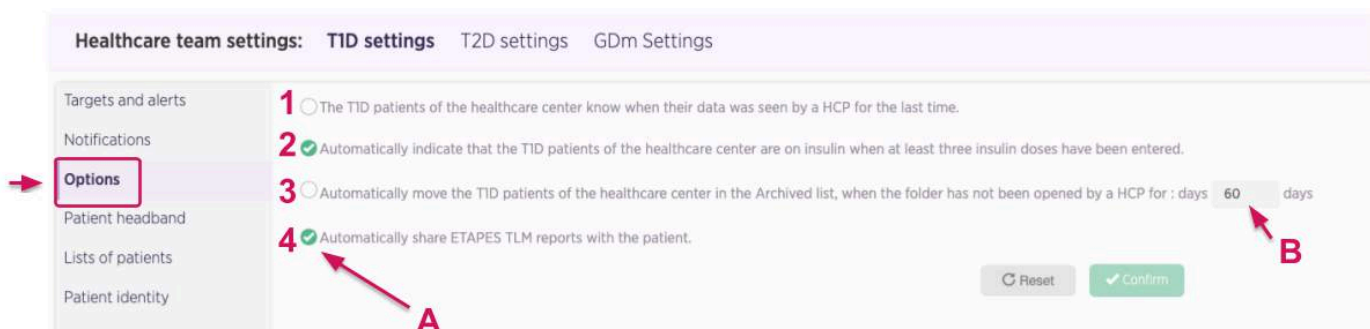 Healthcare team settings: T1D settings T2D settings GDm Settings
Targets and alerts
Notifications
Options
Patient headband
Lists of patients
Patient identity
1 The T1D patients of the healthcare center know when their data was seen by a HCP for the last time.
2 Automatically indicate that the T1D patients of the healthcare center are on insulin when at least three insulin doses have been entered.
3 Automatically move the T1D patients of the healthcare center in the Archived list, when the folder has not been opened by a HCP for : days 60 days
4 Automatically share ETAPES TLM reports with the patient.
B
Reset Confirm
A